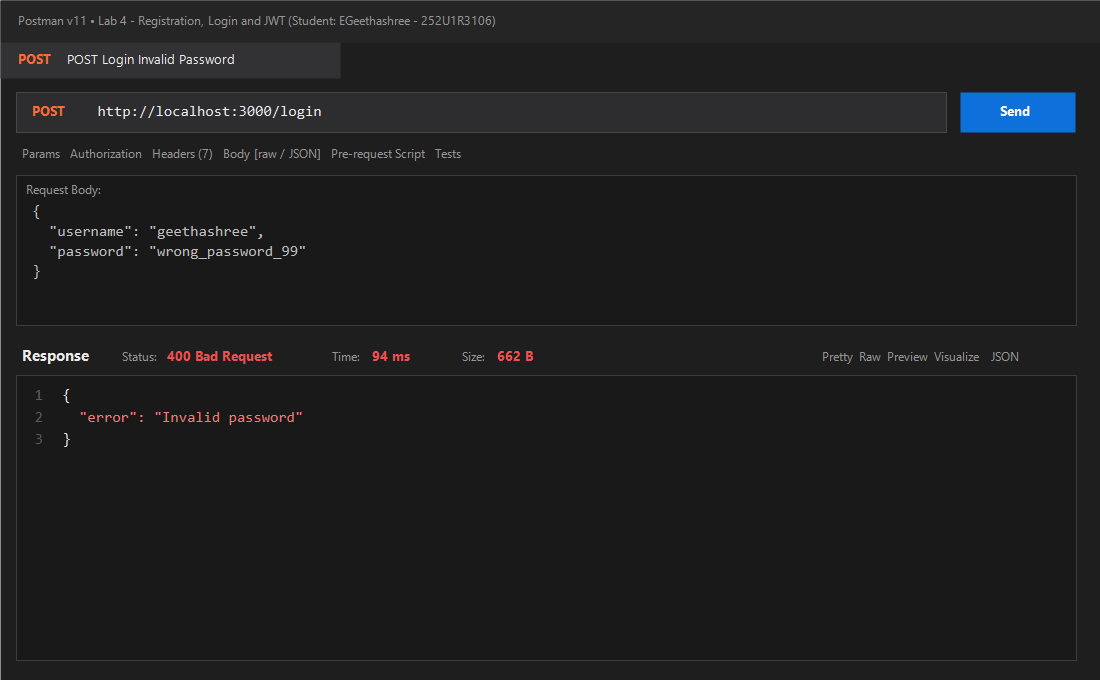 Postman v11 • Lab 4 - Registration, Login and JWT (Student: EGeethashree - 252U1R3106)
POST POST Login Invalid Password
POST http://localhost:3000/login Send
Params Authorization Headers (7) Body [raw / JSON] Pre-request Script Tests
Request Body:
{
"username": "geethashree",
"password": "wrong_password_99"
}
Response Status: 400 Bad Request Time: 94 ms Size: 662 B Pretty Raw Preview Visualize JSON
1 {
2 "error": "Invalid password"
3 }